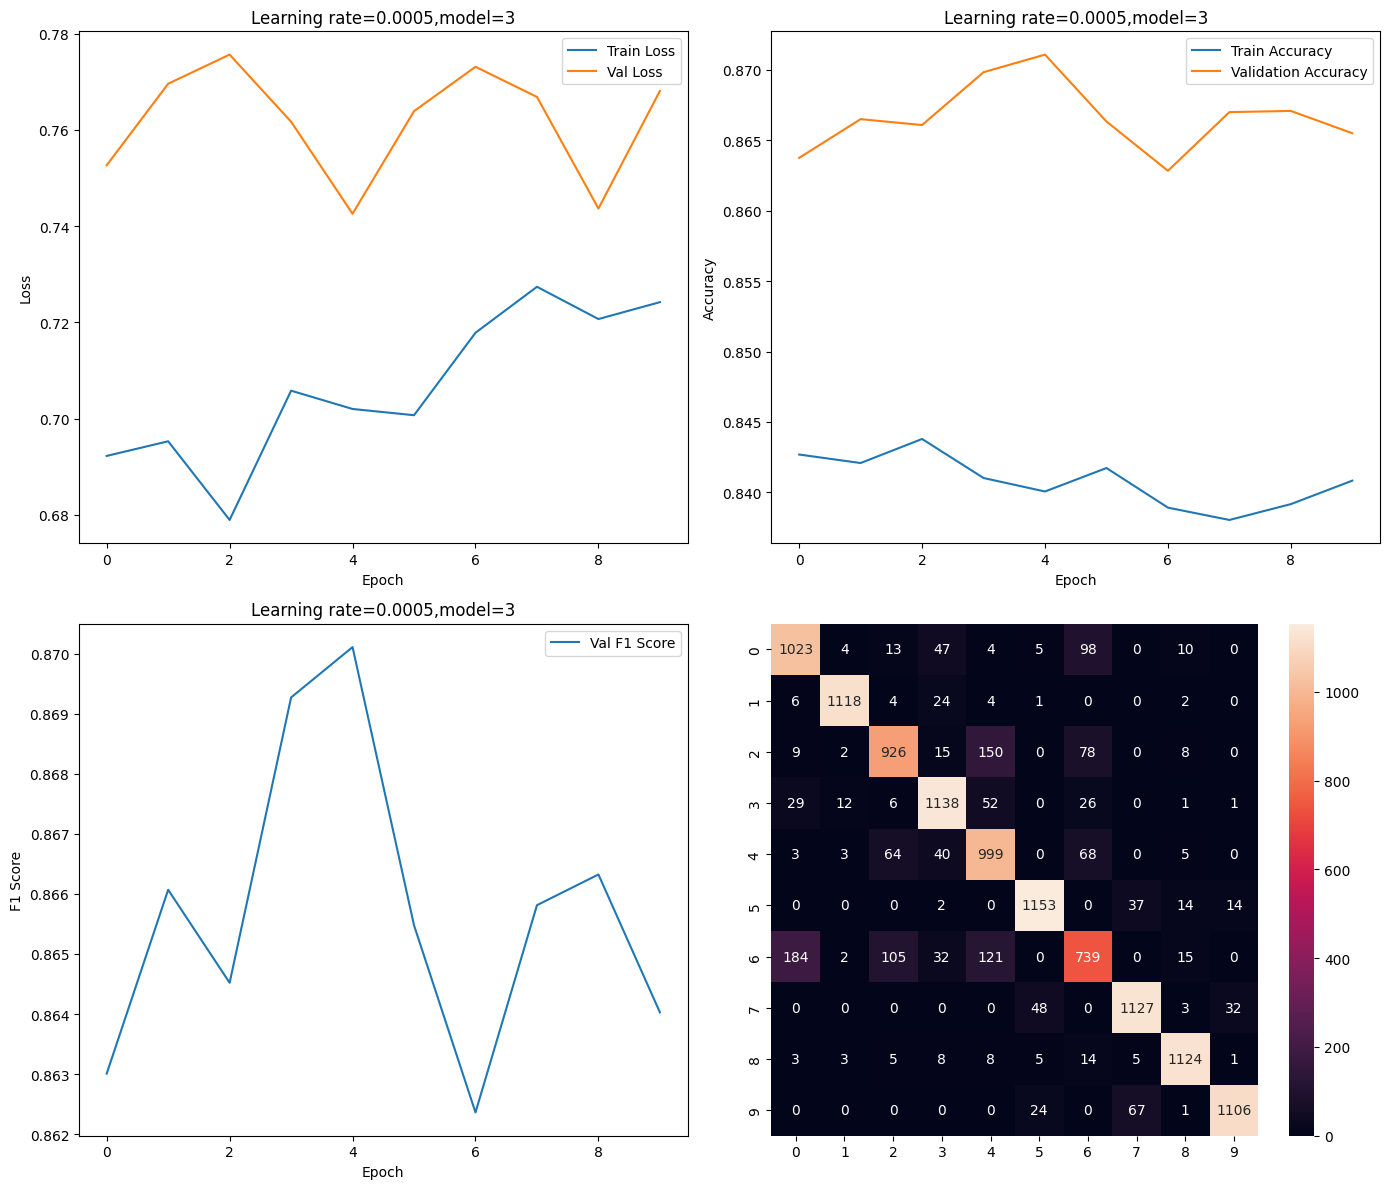 Learning rate=0.0005,model=3
0.78
0.76
0.74
0.72
0.70
0.68
Loss
Train Loss
Val Loss
0 2 4 6 8
Epoch
Learning rate=0.0005,model=3
0.870
0.865
0.860
0.855
0.850
0.845
0.840
Accuracy
Train Accuracy
Validation Accuracy
0 2 4 6 8
Epoch
Learning rate=0.0005,model=3
0.870
0.869
0.868
0.867
0.866
0.865
0.864
0.863
0.862
F1 Score
Val F1 Score
0 2 4 6 8
Epoch
0 1023 4 13 47 4 5 98 0 10 0
1 6 1118 4 24 4 1 0 0 2 0
2 9 2 926 15 150 0 78 0 8 0
3 29 12 6 1138 52 0 26 0 1 1
4 3 3 64 40 999 0 68 0 5 0
5 0 0 0 2 0 1153 0 37 14 14
6 184 2 105 32 121 0 739 0 15 0
7 0 0 0 0 0 48 0 1127 3 32
8 3 3 5 8 8 5 14 5 1124 1
9 0 0 0 0 0 24 0 67 1 1106
0 1 2 3 4 5 6 7 8 9
1000
800
600
400
200
0